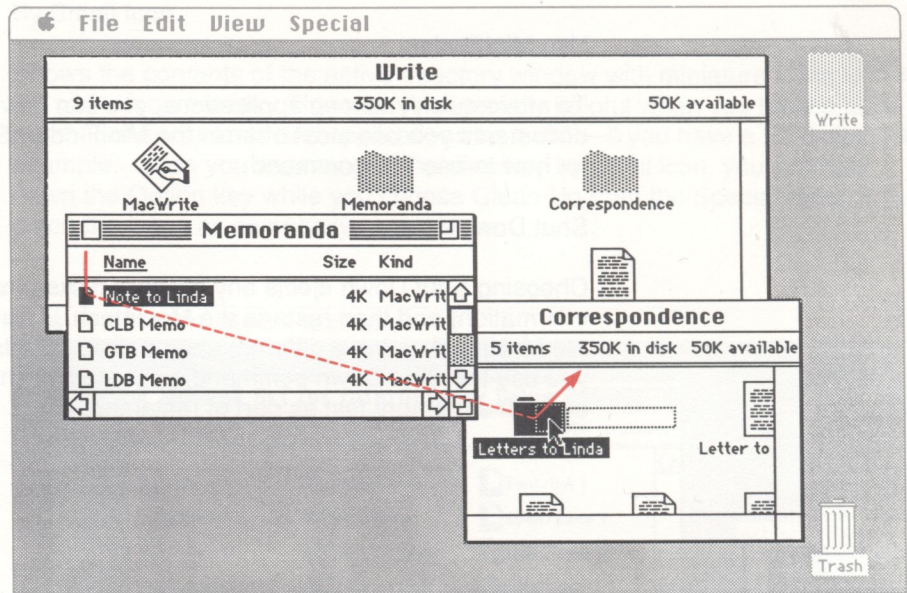 File Edit View Special
Write
9 items 350K in disk 50K available
Write
MacWrite Memoranda Correspondence
Memoranda
Name Size Kind
Note to Linda 4K MacWrit
CLB Memo 4K MacWrit
GTB Memo 4K MacWrit
LDB Memo 4K MacWrit
Correspondence
5 items 350K in disk 50K available
Letters to Linda Letter to
Trash